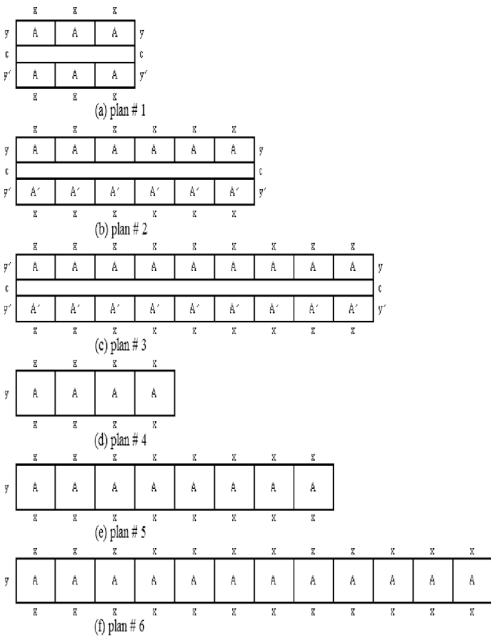 x x x
y A A A y
c c
y' A A A y'
x x x
(a) plan # 1
x x x x x x
y A A A A A A y
c c
y' A' A' A' A' A' A' y'
x x x x x x
(b) plan # 2
x x x x x x x x x
y' A A A A A A A A A y
c c
y' A' A' A' A' A' A' A' A' A' y'
x x x x x x x x x
(c) plan # 3
x x x x
y A A A A
x x x x
(d) plan # 4
x x x x x x x x
y A A A A A A A A
x x x x x x x x
(e) plan # 5
x x x x x x x x x x x x
y A A A A A A A A A A A A
x x x x x x x x x x x x
(f) plan # 6